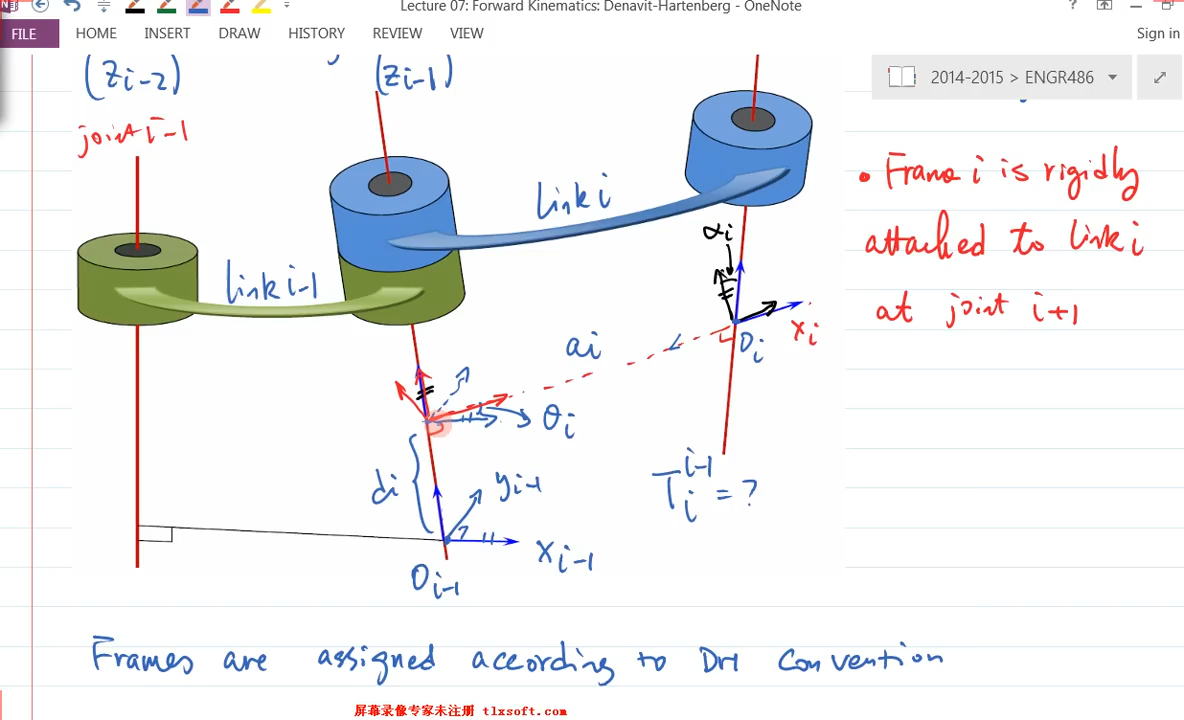 Lecture 07: Forward Kinematics: Denavit-Hartenberg - OneNote
FILE HOME INSERT DRAW HISTORY REVIEW VIEW Sign in
2014-2015 > ENGR486
(Zi-2)
(Zi-1)
joint i-1
link i
link i-1
αi
• Frame i is rigidly
attached to link i
at joint i+1
ai
Oi
xi
θi
di
yi-1
T i-1 i = ?
xi-1
Oi-1
Frames are assigned according to DH convention
屏幕录像专家未注册 tlxsoft.com